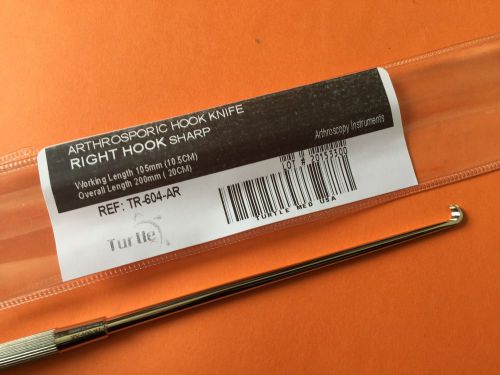 ARTHROSPORIC HOOK KNIFE
RIGHT HOOK SHARP
Working Length 105mm (10.5CM)
Overall Length 200mm ( 20CM)
REF: TR-604-AR
Turtle
Arthroscopy Instruments
TURTLE MED USA